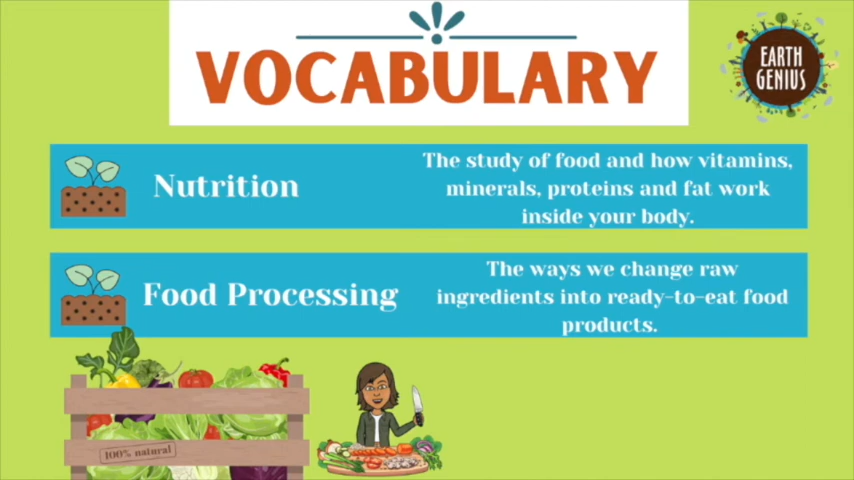 VOCABULARY
EARTH
GENIUS
Nutrition
The study of food and how vitamins,
minerals, proteins and fat work
inside your body.
Food Processing
The ways we change raw
ingredients into ready-to-eat food
products.
100% natural